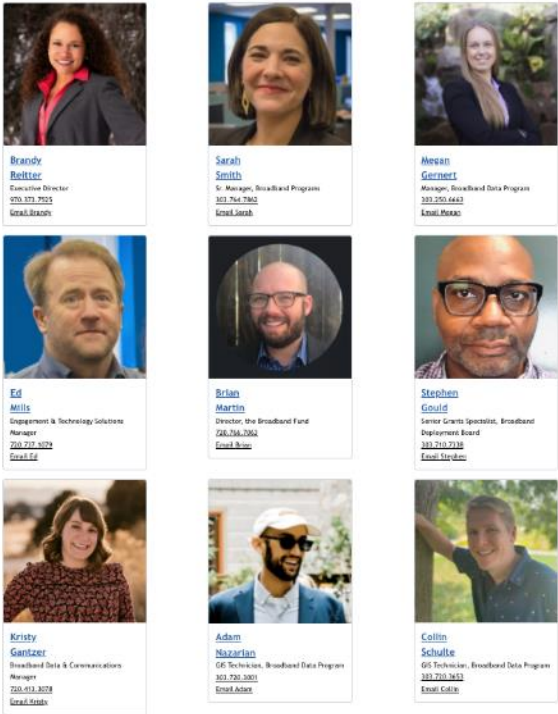 Brandy
Reitter
Executive Director
970.373.7525
Email Brandy
Sarah
Smith
Sr. Manager, Broadband Programs
303.764.7862
Email Sarah
Megan
Gernert
Manager, Broadband Data Program
303.250.6662
Email Megan
Ed
Mills
Engagement & Technology Solutions
Manager
720.737.1079
Email Ed
Brian
Martin
Director, the Broadband Fund
720.766.7062
Email Brian
Stephen
Gould
Senior Grants Specialist, Broadband
Deployment Board
303.710.7338
Email Stephen
Kristy
Gantzer
Broadband Data & Communications
Manager
720.413.3078
Email Kristy
Adam
Nazarian
GIS Technician, Broadband Data Program
303.720.3001
Email Adam
Collin
Schulte
GIS Technician, Broadband Data Program
303.720.3653
Email Collin